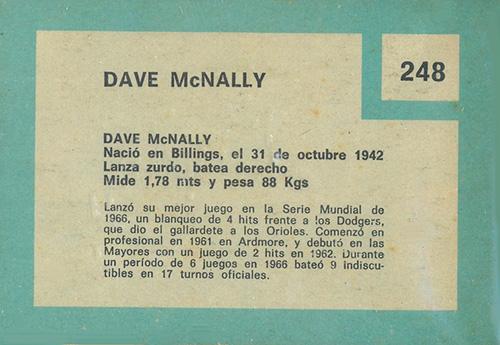 248
DAVE McNALLY
DAVE McNALLY
Nació en Billings, el 31 de octubre 1942
Lanza zurdo, batea derecho
Mide 1,78 mts y pesa 88 Kgs
Lanzó su mejor juego en la Serie Mundial de
1966, un blanqueo de 4 hits frente a los Dodgers,
que dio el gallardete a los Orioles. Comenzó en
profesional en 1961 en Ardmore, y debutó en las
Mayores con un juego de 2 hits en 1962. Durante
un período de 6 juegos en 1966 bateó 9 indiscu-
tibles en 17 turnos oficiales.